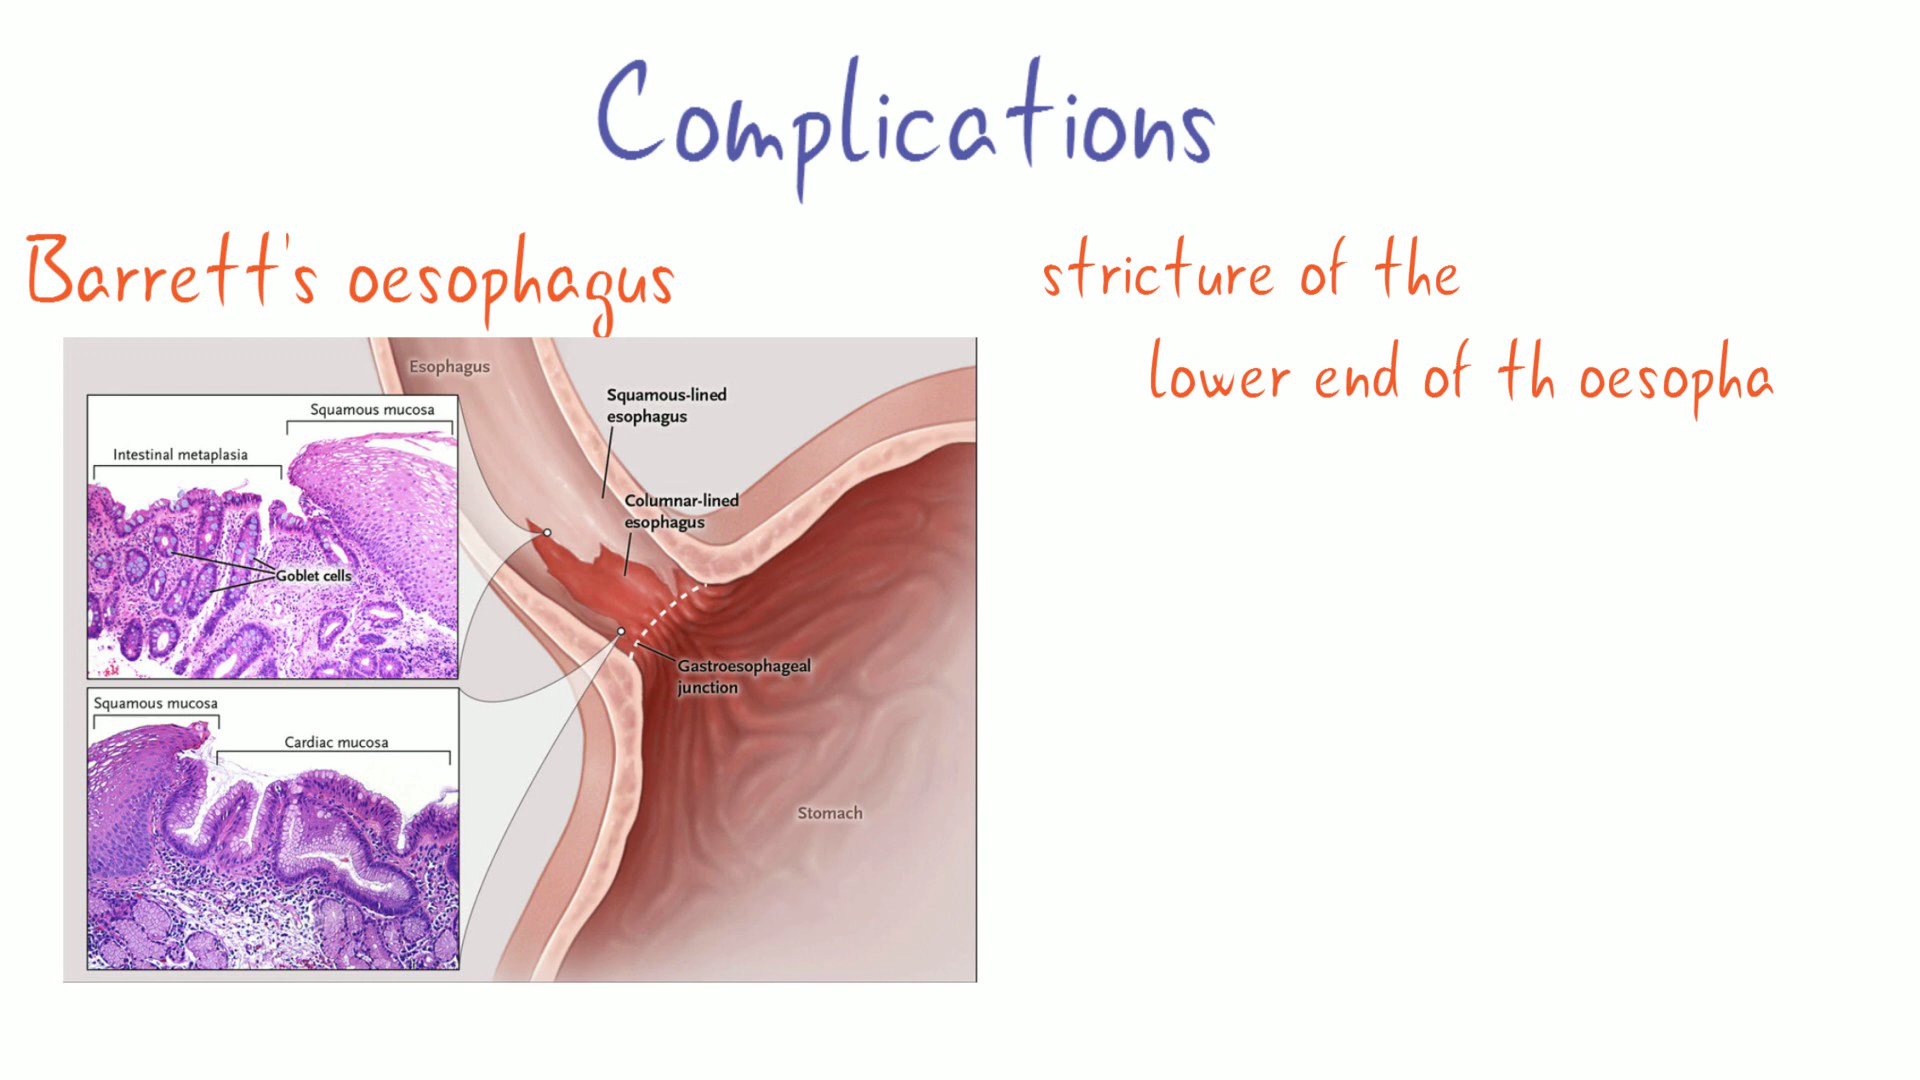 Complications
Barrett's oesophagus
stricture of the
lower end of th oesopha
Esophagus
Squamous-lined
esophagus
Columnar-lined
esophagus
Gastroesophageal
junction
Stomach
Squamous mucosa
Intestinal metaplasia
Goblet cells
Squamous mucosa
Cardiac mucosa